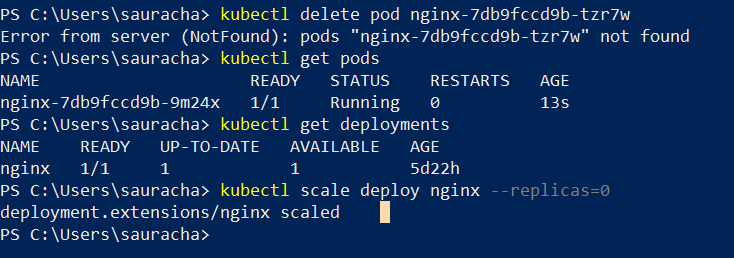 PS C:\Users\sauracha> kubectl delete pod nginx-7db9fccd9b-tzr7w
Error from server (NotFound): pods "nginx-7db9fccd9b-tzr7w" not found
PS C:\Users\sauracha> kubectl get pods
NAME                     READY   STATUS    RESTARTS   AGE
nginx-7db9fccd9b-9m24x   1/1     Running   0          13s
PS C:\Users\sauracha> kubectl get deployments
NAME    READY   UP-TO-DATE   AVAILABLE   AGE
nginx   1/1     1            1           5d22h
PS C:\Users\sauracha> kubectl scale deploy nginx --replicas=0
deployment.extensions/nginx scaled
PS C:\Users\sauracha>